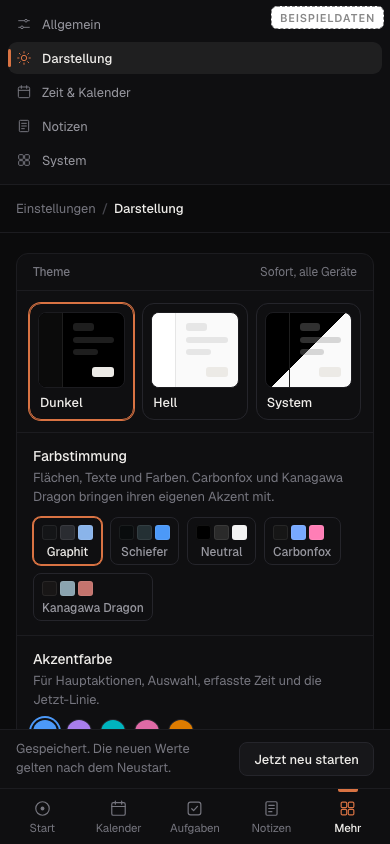 Allgemein
BEISPIELDATEN
Darstellung
Zeit & Kalender
Notizen
System
Einstellungen / Darstellung
Theme
Sofort, alle Geräte
Dunkel
Hell
System
Farbstimmung
Flächen, Texte und Farben. Carbonfox und Kanagawa
Dragon bringen ihren eigenen Akzent mit.
Graphit
Schiefer
Neutral
Carbonfox
Kanagawa Dragon
Akzentfarbe
Für Hauptaktionen, Auswahl, erfasste Zeit und die
Jetzt-Linie.
Gespeichert. Die neuen Werte
gelten nach dem Neustart.
Jetzt neu starten
Start
Kalender
Aufgaben
Notizen
Mehr